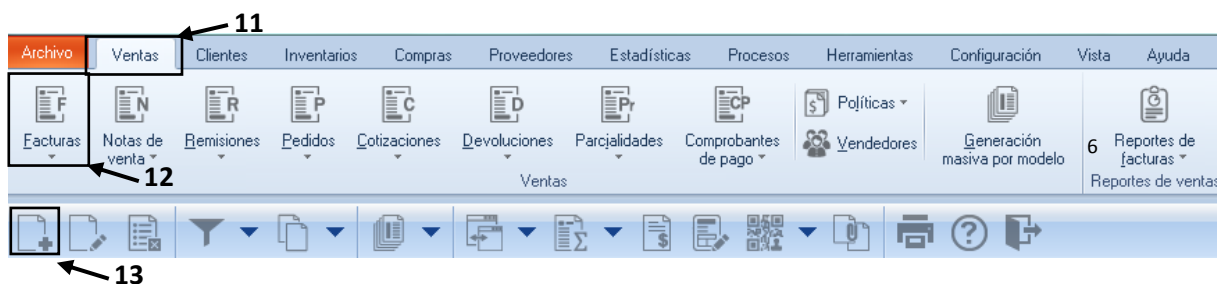 11
Archivo Ventas Clientes Inventarios Compras Proveedores Estadísticas Procesos Herramientas Configuración Vista Ayuda
F N R P C D Pr CP $ Políticas
Facturas Notas de venta Remisiones Pedidos Cotizaciones Devoluciones Parcialidades Comprobantes de pago Vendedores Generación masiva por modelo 6 Reportes de facturas
12
Ventas Reportes de ventas
Σ $ ?
13